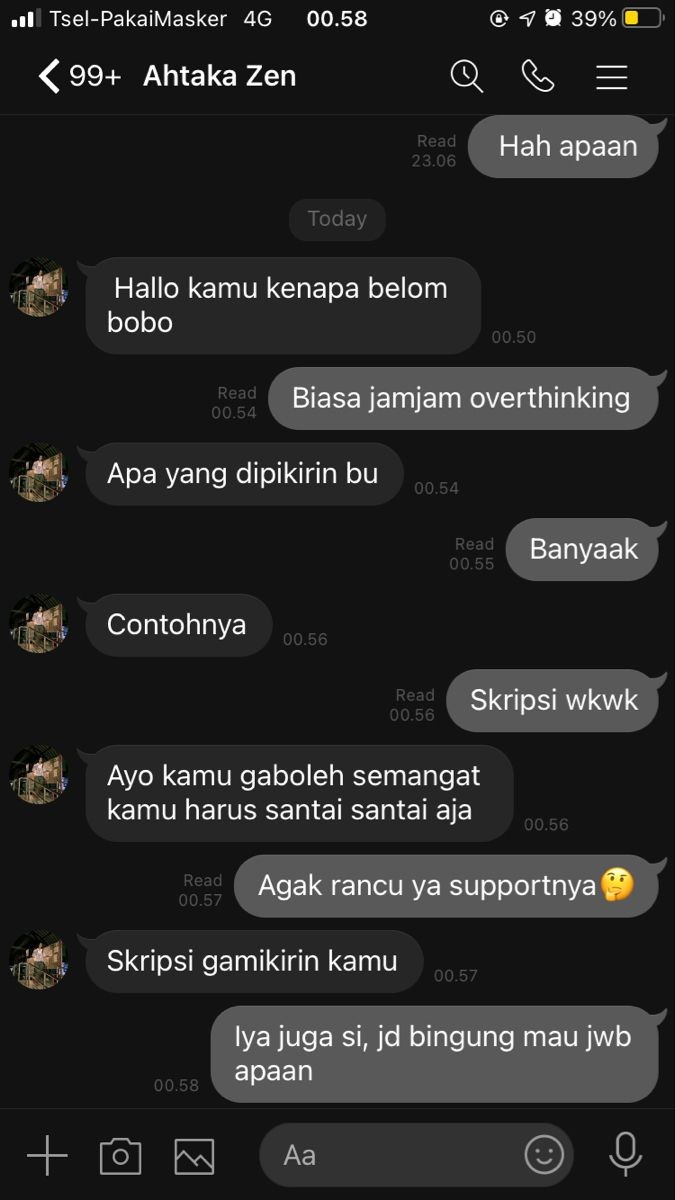 Tsel-PakaiMasker 4G 00.58 39%
99+ Ahtaka Zen
Read
23.06
Hah apaan
Today
Hallo kamu kenapa belom
bobo
00.50
Read
00.54
Biasa jamjam overthinking
Apa yang dipikirin bu
00.54
Read
00.55
Banyaak
Contohnya
00.56
Read
00.56
Skripsi wkwk
Ayo kamu gaboleh semangat
kamu harus santai santai aja
00.56
Read
00.57
Agak rancu ya supportnya🤔
Skripsi gamikirin kamu
00.57
Iya juga si, jd bingung mau jwb
apaan
00.58
Aa